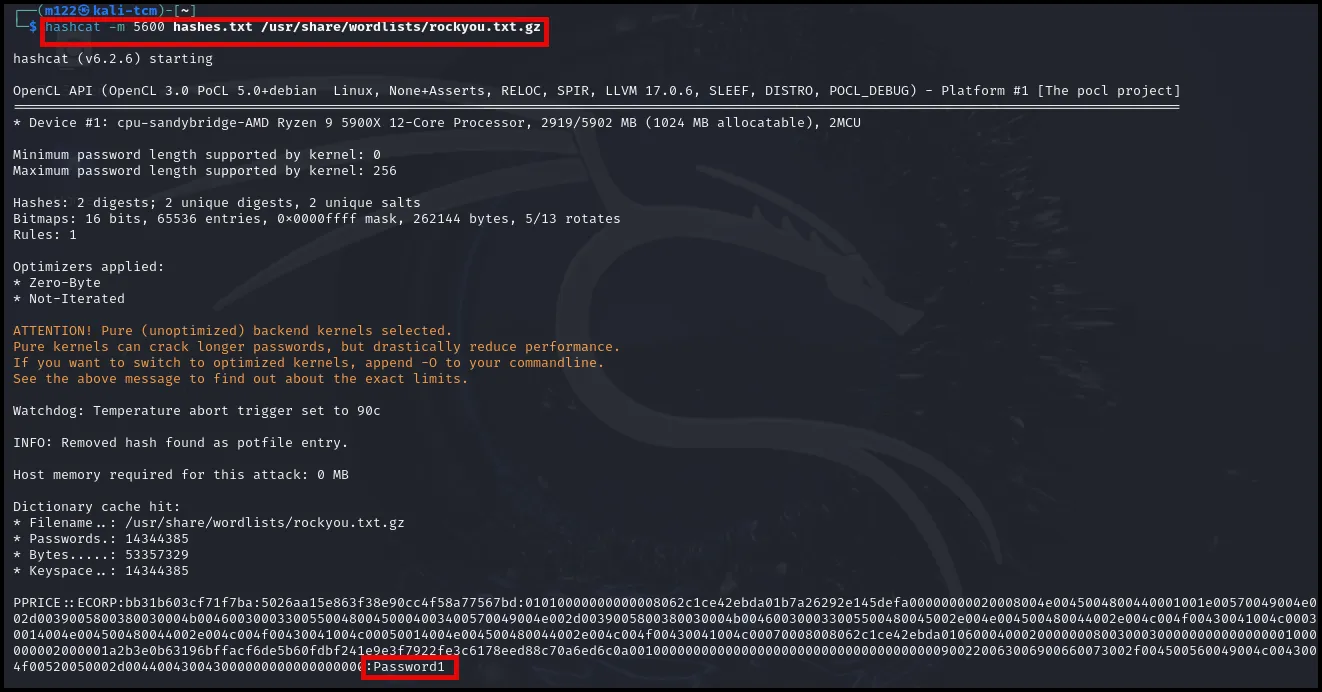 ┌──(m122㉿kali-tcm)-[~]
└─$ hashcat -m 5600 hashes.txt /usr/share/wordlists/rockyou.txt.gz
hashcat (v6.2.6) starting
OpenCL API (OpenCL 3.0 PoCL 5.0+debian  Linux, None+Asserts, RELOC, SPIR, LLVM 17.0.6, SLEEF, DISTRO, POCL_DEBUG) - Platform #1 [The pocl project]
* Device #1: cpu-sandybridge-AMD Ryzen 9 5900X 12-Core Processor, 2919/5902 MB (1024 MB allocatable), 2MCU
Minimum password length supported by kernel: 0
Maximum password length supported by kernel: 256
Hashes: 2 digests; 2 unique digests, 2 unique salts
Bitmaps: 16 bits, 65536 entries, 0×0000ffff mask, 262144 bytes, 5/13 rotates
Rules: 1
Optimizers applied:
* Zero-Byte
* Not-Iterated
ATTENTION! Pure (unoptimized) backend kernels selected.
Pure kernels can crack longer passwords, but drastically reduce performance.
If you want to switch to optimized kernels, append -O to your commandline.
See the above message to find out about the exact limits.
Watchdog: Temperature abort trigger set to 90c
INFO: Removed hash found as potfile entry.
Host memory required for this attack: 0 MB
Dictionary cache hit:
* Filename..: /usr/share/wordlists/rockyou.txt.gz
* Passwords.: 14344385
* Bytes.....: 53357329
* Keyspace..: 14344385
PPRICE::ECORP:bb31b603cf71f7ba:5026aa15e863f38e90cc4f58a77567bd:
:Password1